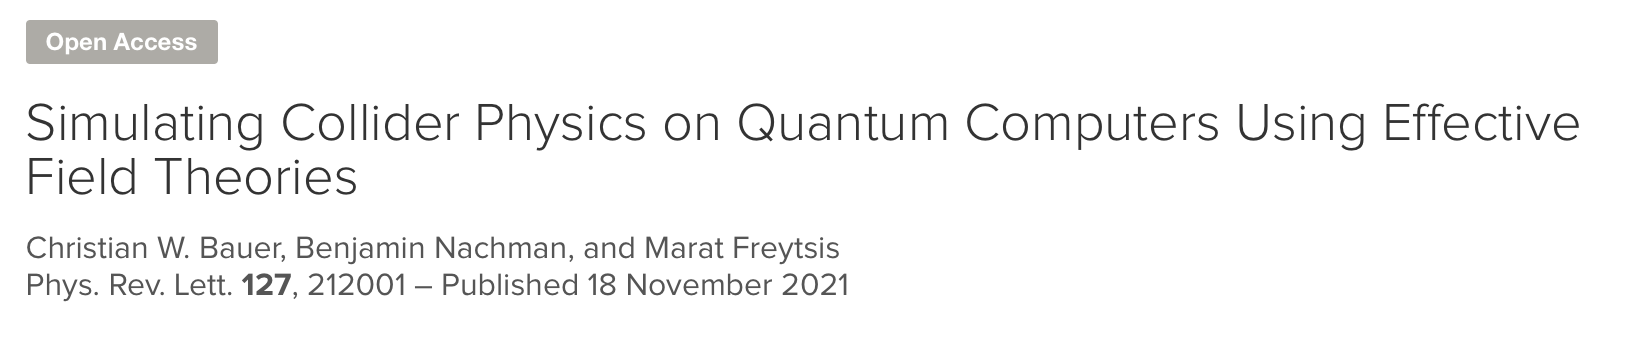 Open Access
Simulating Collider Physics on Quantum Computers Using Effective
Field Theories
Christian W. Bauer, Benjamin Nachman, and Marat Freytsis
Phys. Rev. Lett. 127, 212001 – Published 18 November 2021